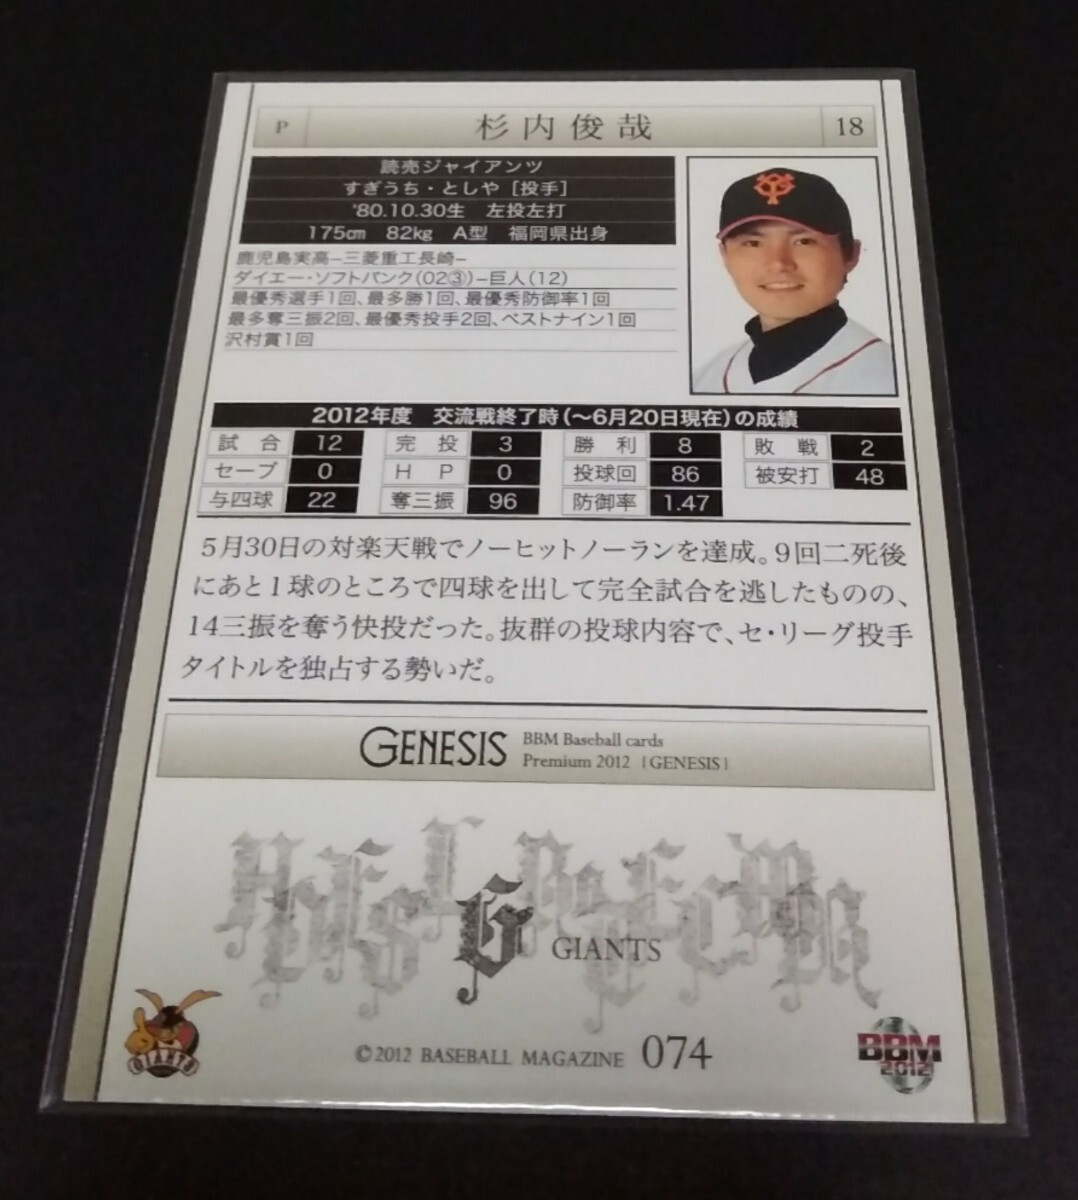 P 杉内俊哉 18
読売ジャイアンツ
すぎうち・としや［投手］
'80.10.30生 左投左打
175㎝ 82㎏ A型 福岡県出身
鹿児島実高−三菱重工長崎−
ダイエー・ソフトバンク(02③)−巨人(12)
最優秀選手1回、最多勝1回、最優秀防御率1回
最多奪三振2回、最優秀投手2回、ベストナイン1回
沢村賞1回
2012年度 交流戦終了時(〜6月20日現在)の成績
試合 12 完投 3 勝利 8 敗戦 2
セーブ 0 HP 0 投球回 86 被安打 48
与四球 22 奪三振 96 防御率 1.47
5月30日の対楽天戦でノーヒットノーランを達成。9回二死後
にあと1球のところで四球を出して完全試合を逃したものの、
14三振を奪う快投だった。抜群の投球内容で、セ・リーグ投手
タイトルを独占する勢いだ。
GENESIS BBM Baseball cards
Premium 2012 [GENESIS]
G GIANTS
GIANTS
©2012 BASEBALL MAGAZINE 074
BBM
2012